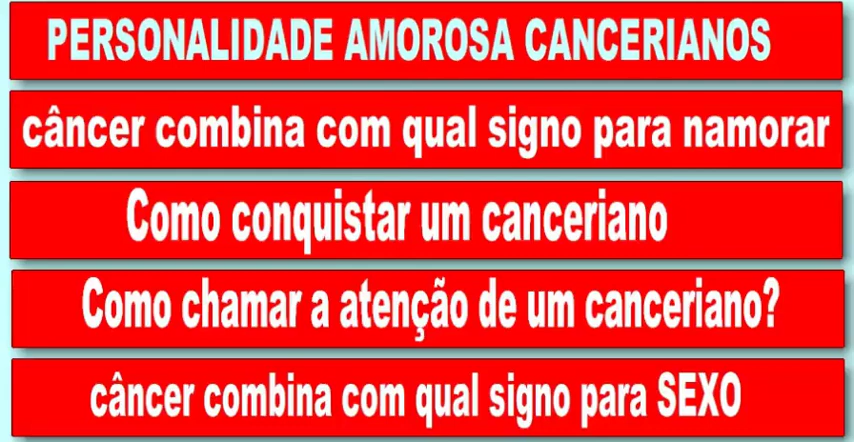 PERSONALIDADE AMOROSA CANCERIANOS
câncer combina com qual signo para namorar
Como conquistar um canceriano
Como chamar a atenção de um canceriano?
câncer combina com qual signo para SEXO